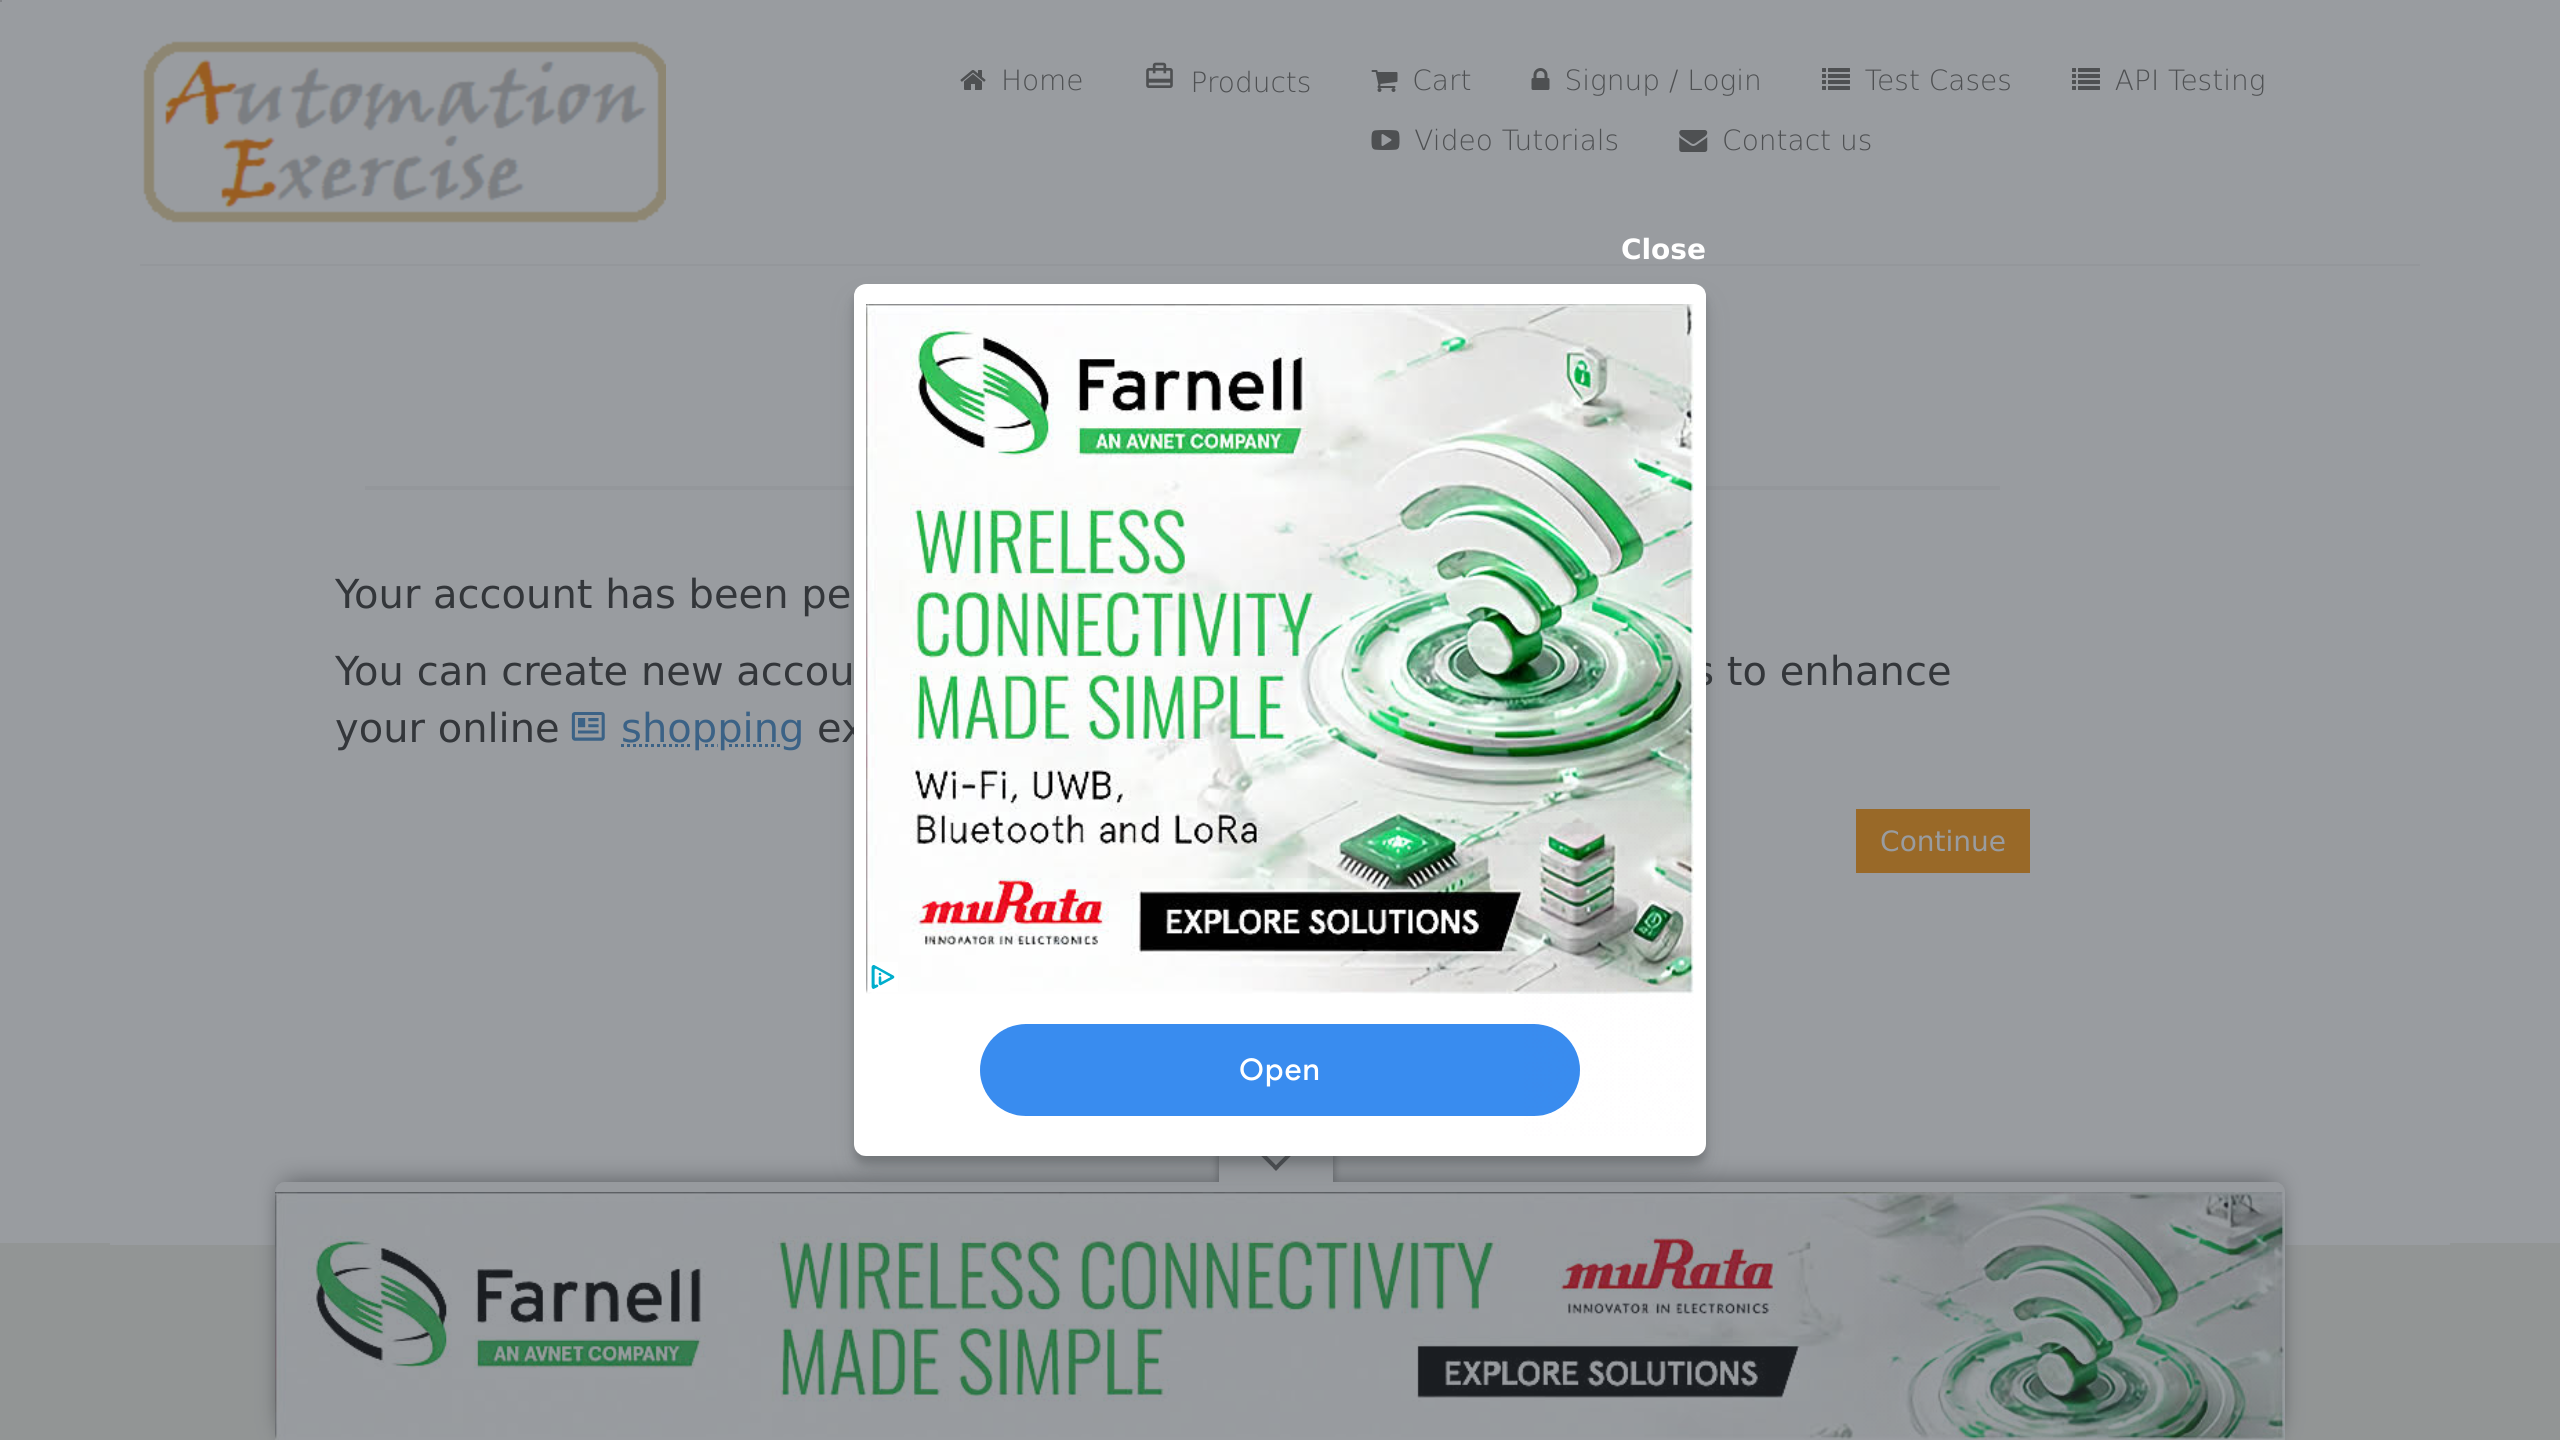 Automation
Exercise
Home
Products
Cart
Signup / Login
Test Cases
API Testing
Video Tutorials
Contact us
Close
Farnell
AN AVNET COMPANY
WIRELESS
CONNECTIVITY
MADE SIMPLE
Wi-Fi, UWB,
Bluetooth and LoRa
muRata
INNOVATOR IN ELECTRONICS
EXPLORE SOLUTIONS
Open
Your account has been
You can create new
to enhance
your online shopping
Continue
Farnell
AN AVNET COMPANY
WIRELESS CONNECTIVITY
MADE SIMPLE
muRata
INNOVATOR IN ELECTRONICS
EXPLORE SOLUTIONS